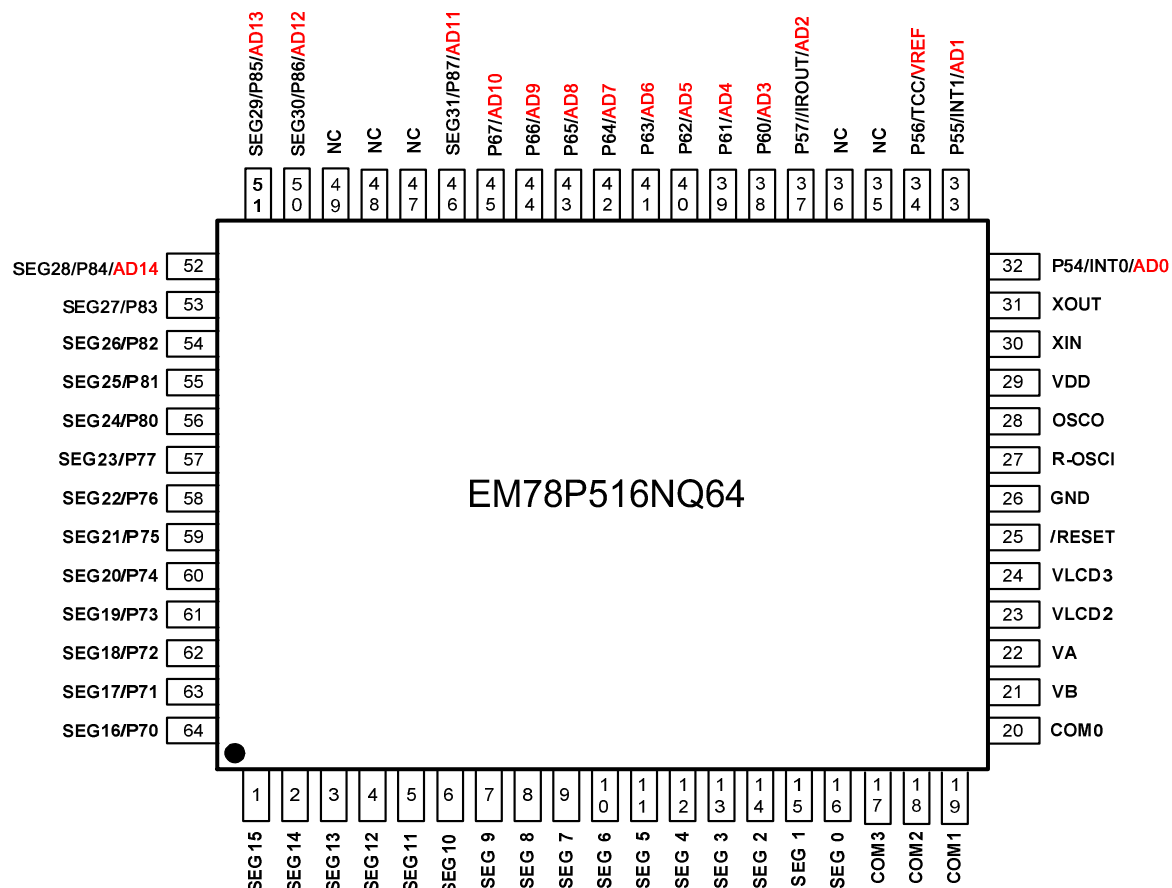 SEG29/P85/AD13
SEG30/P86/AD12
NC
NC
NC
SEG31/P87/AD11
P67/AD10
P66/AD9
P65/AD8
P64/AD7
P63/AD6
P62/AD5
P61/AD4
P60/AD3
P57//IROUT/AD2
NC
NC
P56/TCC/VREF
P55/INT1/AD1
51
50
49
48
47
46
45
44
43
42
41
40
39
38
37
36
35
34
33
SEG28/P84/AD14 52
SEG27/P83 53
SEG26/P82 54
SEG25/P81 55
SEG24/P80 56
SEG23/P77 57
SEG22/P76 58
SEG21/P75 59
SEG20/P74 60
SEG19/P73 61
SEG18/P72 62
SEG17/P71 63
SEG16/P70 64
EM78P516NQ64
32 P54/INT0/AD0
31 XOUT
30 XIN
29 VDD
28 OSCO
27 R-OSCI
26 GND
25 /RESET
24 VLCD3
23 VLCD2
22 VA
21 VB
20 COM0
1
2
3
4
5
6
7
8
9
10
11
12
13
14
15
16
17
18
19
SEG15
SEG14
SEG13
SEG12
SEG11
SEG10
SEG 9
SEG 8
SEG 7
SEG 6
SEG 5
SEG 4
SEG 3
SEG 2
SEG 1
SEG 0
COM3
COM2
COM1